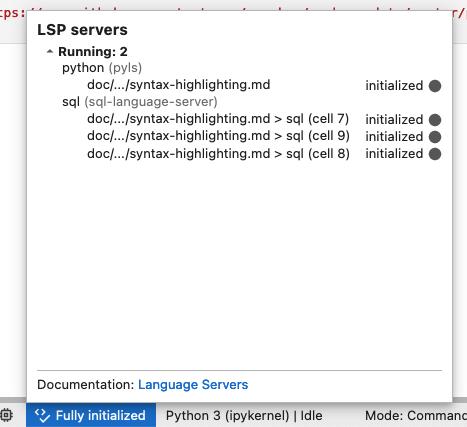 LSP servers
Running: 2
python (pyls)
doc/.../syntax-highlighting.md initialized
sql (sql-language-server)
doc/.../syntax-highlighting.md > sql (cell 7) initialized
doc/.../syntax-highlighting.md > sql (cell 9) initialized
doc/.../syntax-highlighting.md > sql (cell 8) initialized
Documentation: Language Servers
Fully initialized Python 3 (ipykernel) | Idle Mode: Command